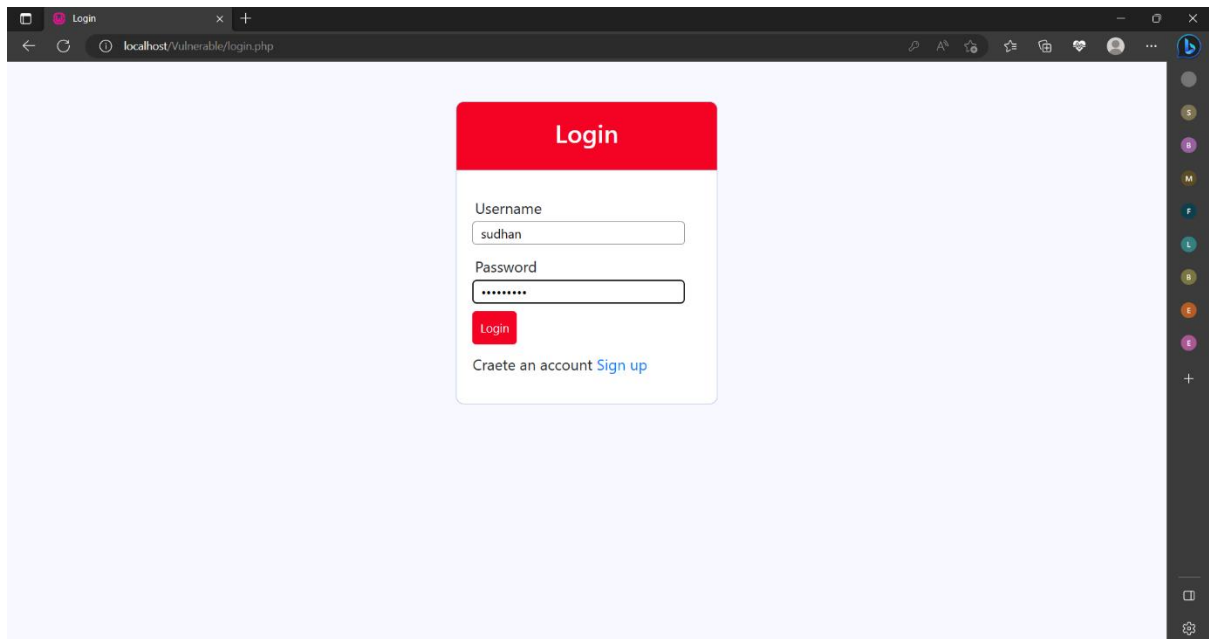 Login
localhost/Vulnerable/login.php
Login
Username
sudhan
Password
•••••••••
Login
Craete an account Sign up
S
B
M
F
L
B
E
E